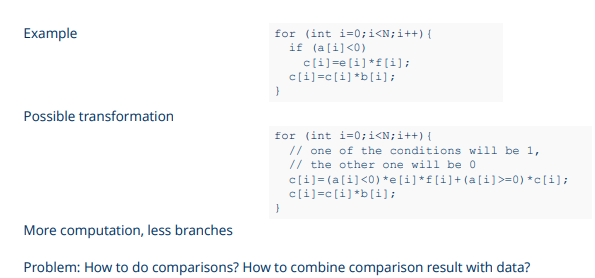 Example
for (int i=0;i<N;i++){
if (a[i]<0)
c[i]=e[i]*f[i];
c[i]=c[i]*b[i];
}
Possible transformation
for (int i=0;i<N;i++){
// one of the conditions will be 1,
// the other one will be 0
c[i]=(a[i]<0)*e[i]*f[i]+(a[i]>=0)*c[i];
c[i]=c[i]*b[i];
}
More computation, less branches
Problem: How to do comparisons? How to combine comparison result with data?